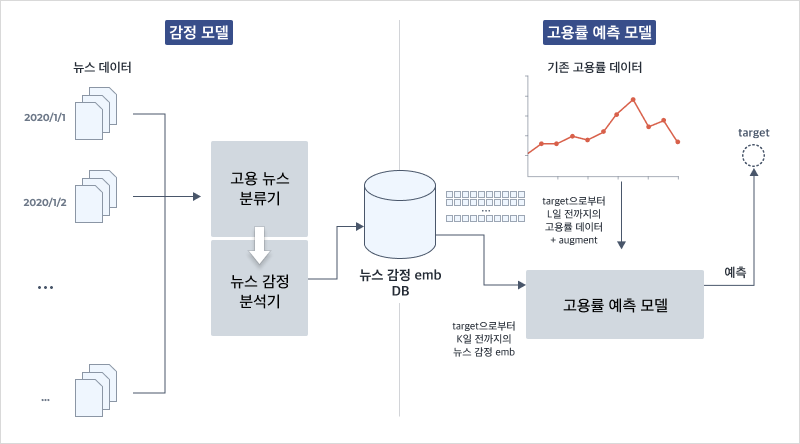 감정 모델
뉴스 데이터
2020/1/1
2020/1/2
...
...
고용 뉴스
분류기
뉴스 감정
분석기
뉴스 감정 emb
DB
고용률 예측 모델
기존 고용률 데이터
...
target으로부터
L일 전까지의
고용률 데이터
+ augment
target으로부터
K일 전까지의
뉴스 감정 emb
고용률 예측 모델
예측
target